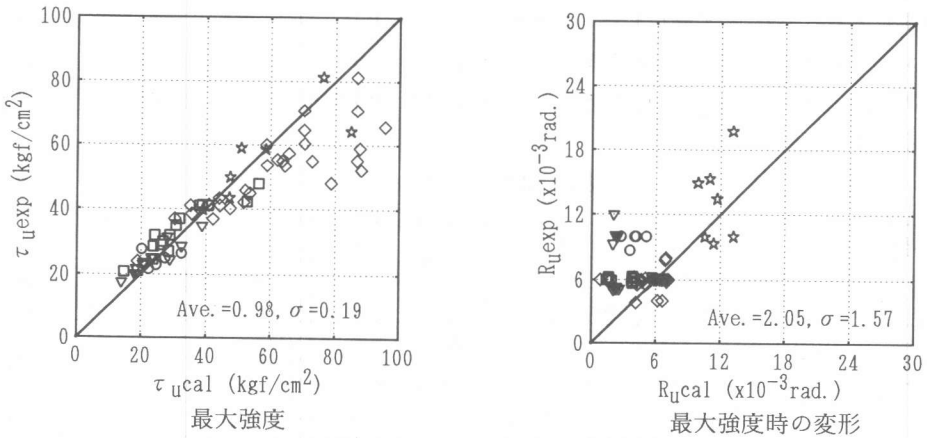 100
80
60
40
20
0
τuexp (kgf/cm2)
Ave.=0.98, σ=0.19
0 20 40 60 80 100
τucal (kgf/cm2)
最大強度
30
24
18
12
6
0
Ruexp (x10-3rad.)
Ave.=2.05, σ=1.57
0 6 12 18 24 30
Rucal (x10-3rad.)
最大強度時の変形